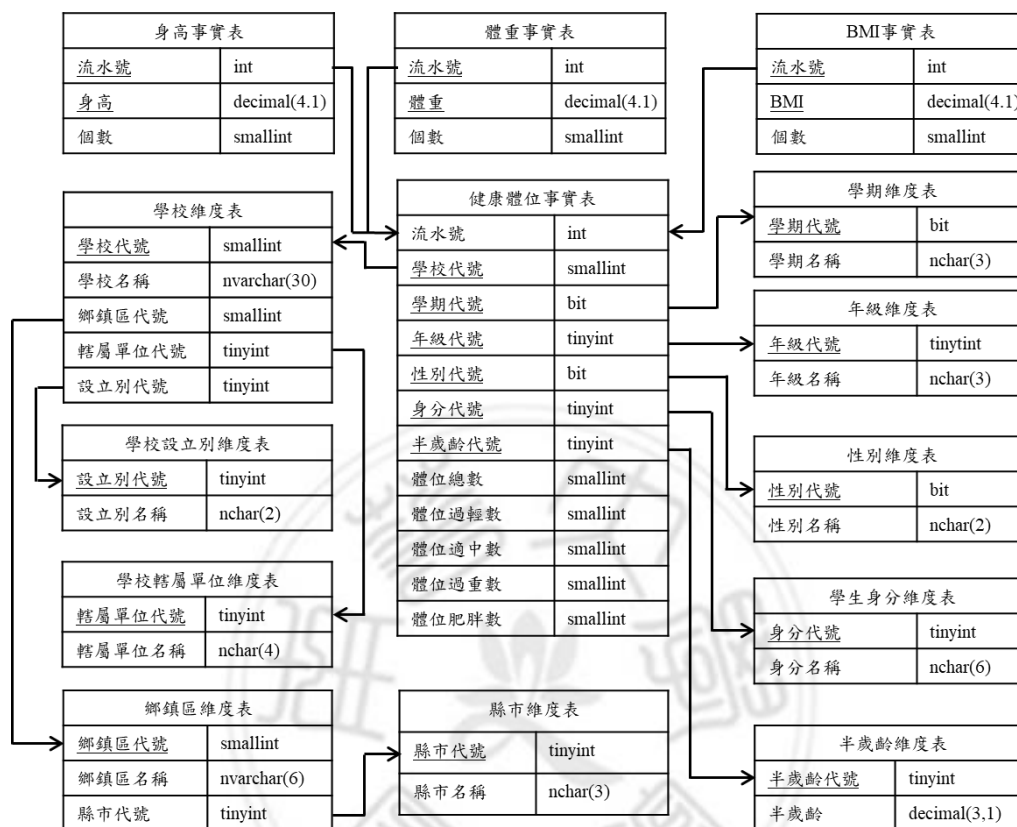 身高事實表
流水號 int
身高 decimal(4.1)
個數 smallint
體重事實表
流水號 int
體重 decimal(4.1)
個數 smallint
BMI事實表
流水號 int
BMI decimal(4.1)
個數 smallint
學校維度表
學校代號 smallint
學校名稱 nvarchar(30)
鄉鎮區代號 smallint
轄屬單位代號 tinyint
設立別代號 tinyint
健康體位事實表
流水號 int
學校代號 smallint
學期代號 bit
年級代號 tinyint
性別代號 bit
身分代號 tinyint
半歲齡代號 tinyint
體位總數 smallint
體位過輕數 smallint
體位適中數 smallint
體位過重數 smallint
體位肥胖數 smallint
學期維度表
學期代號 bit
學期名稱 nchar(3)
年級維度表
年級代號 tinytint
年級名稱 nchar(3)
學校設立別維度表
設立別代號 tinyint
設立別名稱 nchar(2)
性別維度表
性別代號 bit
性別名稱 nchar(2)
學校轄屬單位維度表
轄屬單位代號 tinyint
轄屬單位名稱 nchar(4)
學生身分維度表
身分代號 tinyint
身分名稱 nchar(6)
鄉鎮區維度表
鄉鎮區代號 smallint
鄉鎮區名稱 nvarchar(6)
縣市代號 tinyint
縣市維度表
縣市代號 tinyint
縣市名稱 nchar(3)
半歲齡維度表
半歲齡代號 tinyint
半歲齡 decimal(3,1)